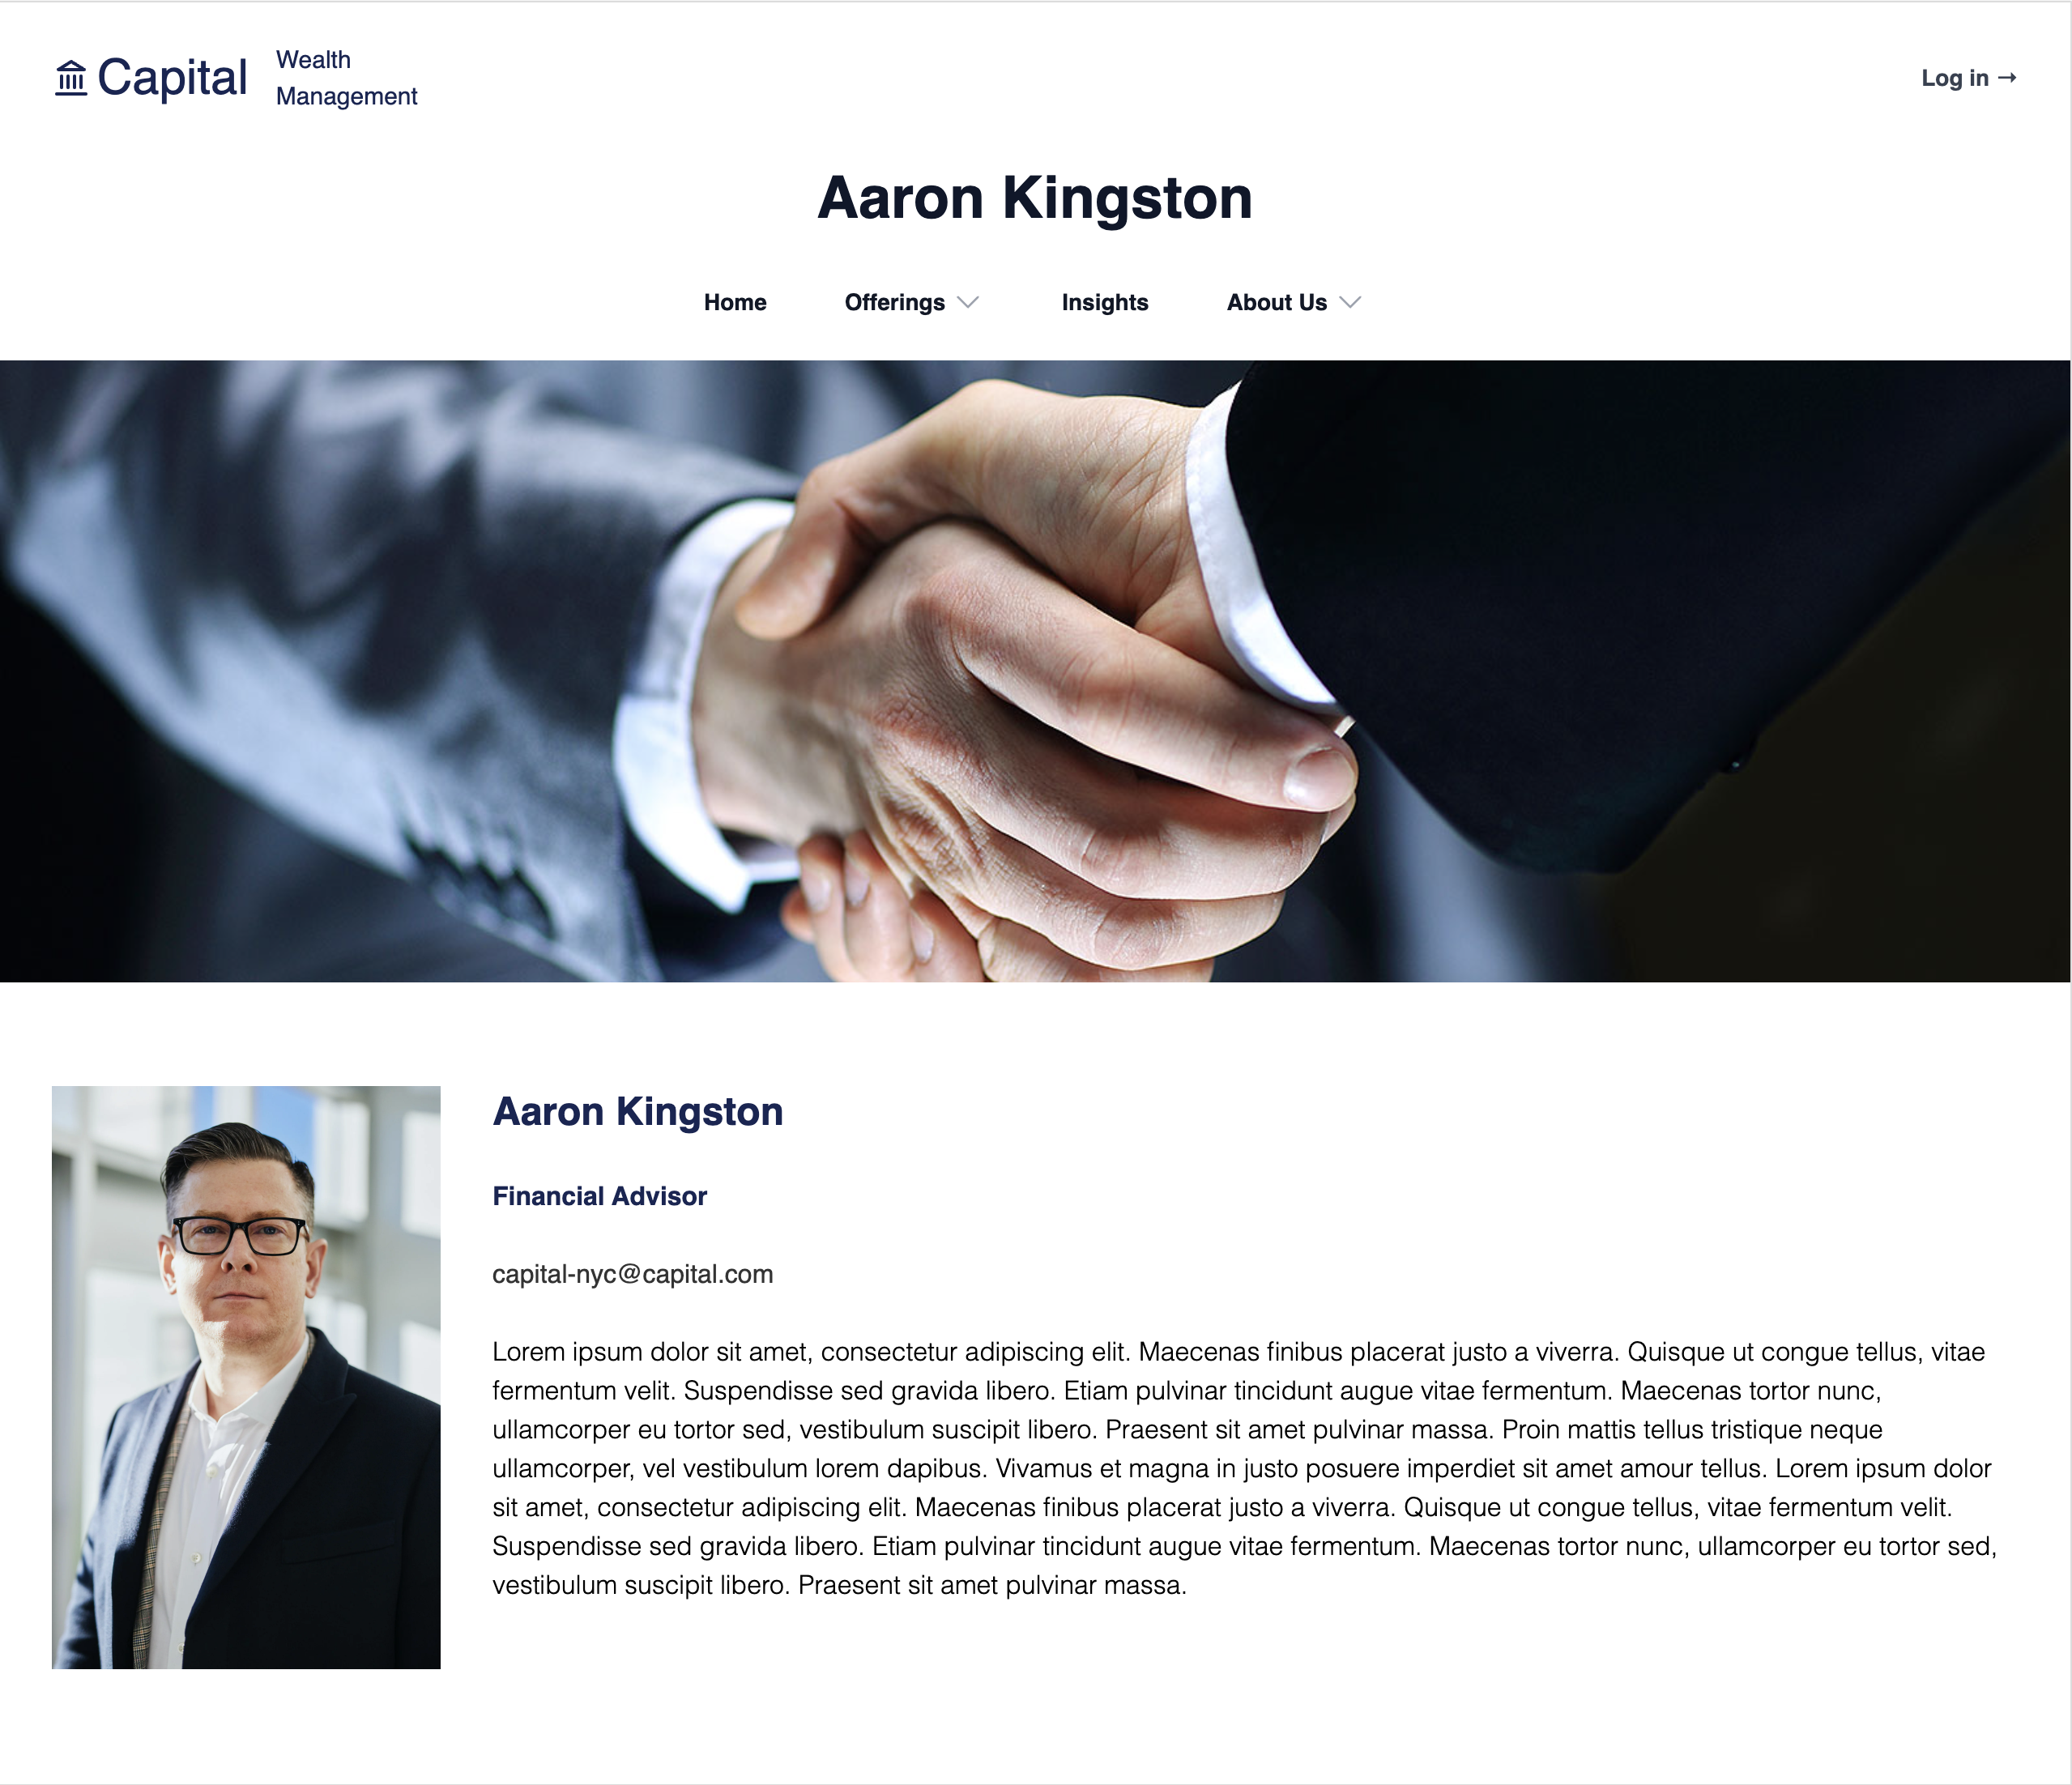 Capital
Wealth
Management
Log in →
Aaron Kingston
Home Offerings Insights About Us
Aaron Kingston
Financial Advisor
capital-nyc@capital.com
Lorem ipsum dolor sit amet, consectetur adipiscing elit. Maecenas finibus placerat justo a viverra. Quisque ut congue tellus, vitae
fermentum velit. Suspendisse sed gravida libero. Etiam pulvinar tincidunt augue vitae fermentum. Maecenas tortor nunc,
ullamcorper eu tortor sed, vestibulum suscipit libero. Praesent sit amet pulvinar massa. Proin mattis tellus tristique neque
ullamcorper, vel vestibulum lorem dapibus. Vivamus et magna in justo posuere imperdiet sit amet amour tellus. Lorem ipsum dolor
sit amet, consectetur adipiscing elit. Maecenas finibus placerat justo a viverra. Quisque ut congue tellus, vitae fermentum velit.
Suspendisse sed gravida libero. Etiam pulvinar tincidunt augue vitae fermentum. Maecenas tortor nunc, ullamcorper eu tortor sed,
vestibulum suscipit libero. Praesent sit amet pulvinar massa.